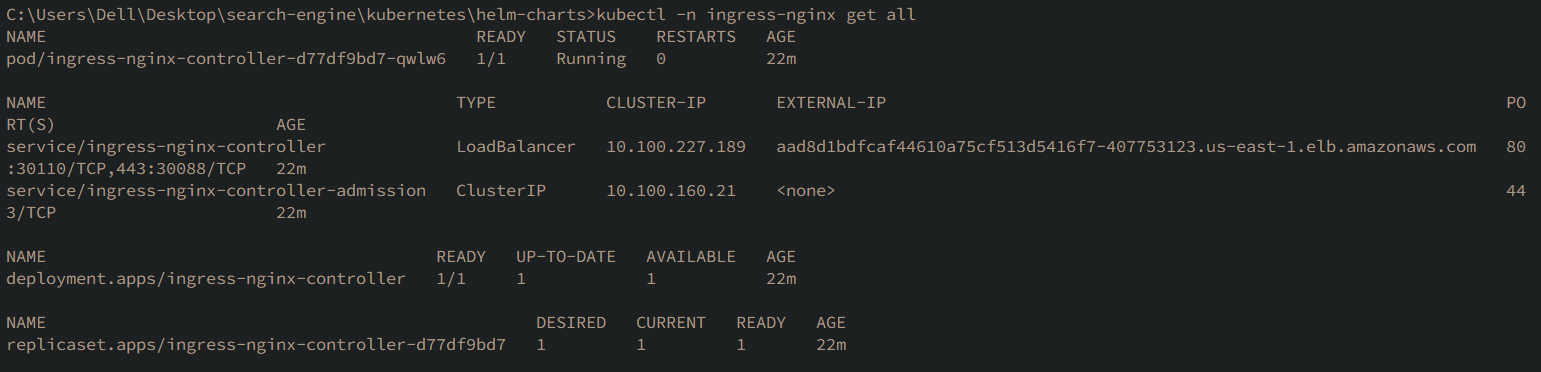 C:\Users\Dell\Desktop\search-engine\kubernetes\helm-charts>kubectl -n ingress-nginx get all
NAME                                           READY   STATUS    RESTARTS   AGE
pod/ingress-nginx-controller-d77df9bd7-qwlw6   1/1     Running   0          22m

NAME                                         TYPE           CLUSTER-IP       EXTERNAL-IP                                                              PO
RT(S)                      AGE
service/ingress-nginx-controller             LoadBalancer   10.100.227.189   aad8d1bdfcaf44610a75cf513d5416f7-407753123.us-east-1.elb.amazonaws.com   80
:30110/TCP,443:30088/TCP   22m
service/ingress-nginx-controller-admission   ClusterIP      10.100.160.21    <none>                                                                   44
3/TCP                      22m

NAME                                       READY   UP-TO-DATE   AVAILABLE   AGE
deployment.apps/ingress-nginx-controller   1/1     1            1           22m

NAME                                                 DESIRED   CURRENT   READY   AGE
replicaset.apps/ingress-nginx-controller-d77df9bd7   1         1         1       22m